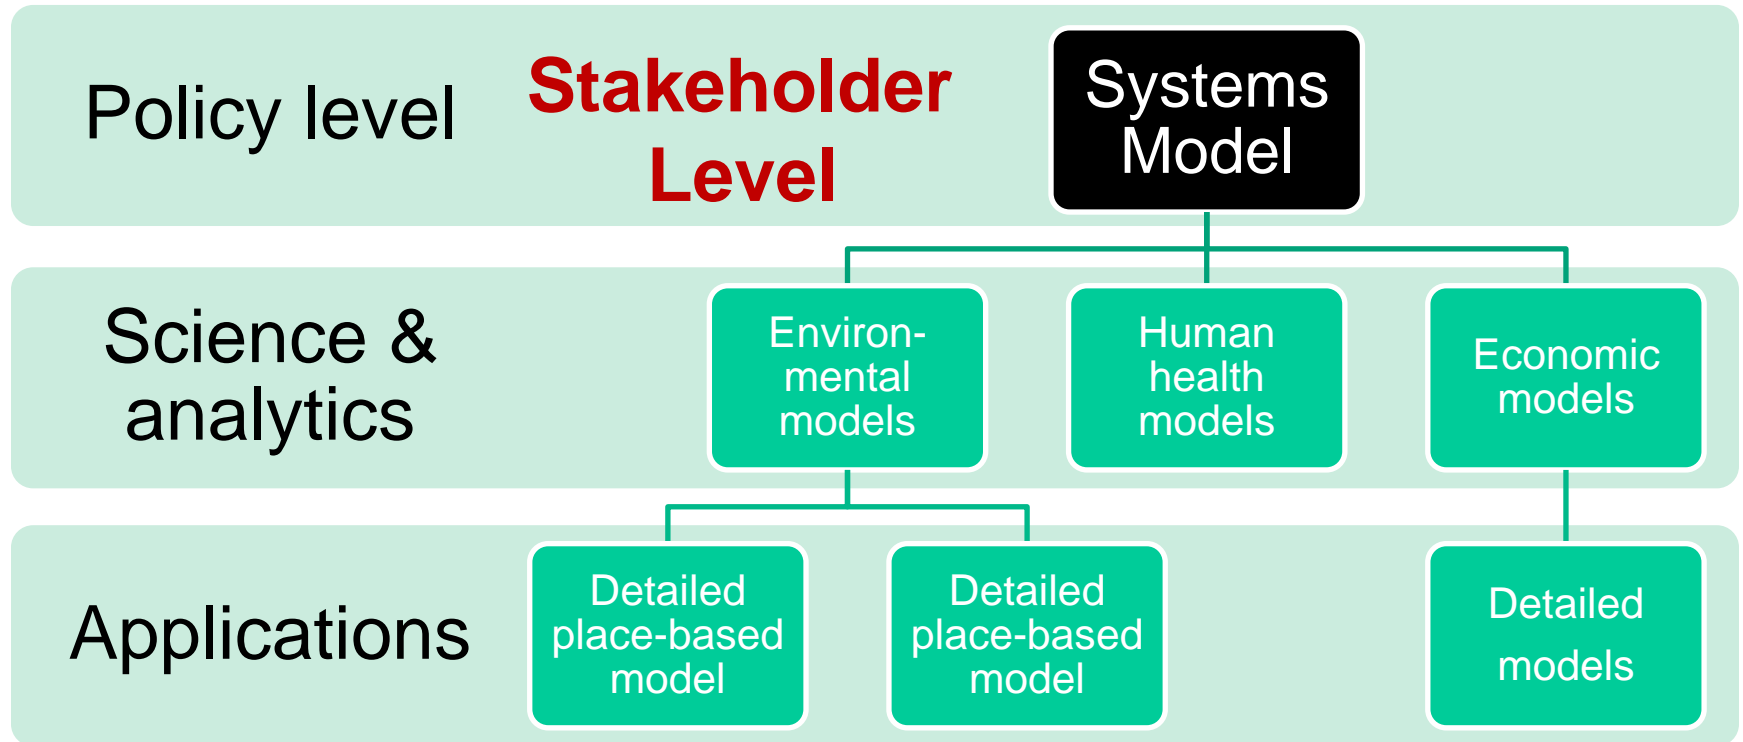 Policy level
Stakeholder
Level
Systems
Model
Science &
analytics
Environ-
mental
models
Human
health
models
Economic
models
Applications
Detailed
place-based
model
Detailed
place-based
model
Detailed
models